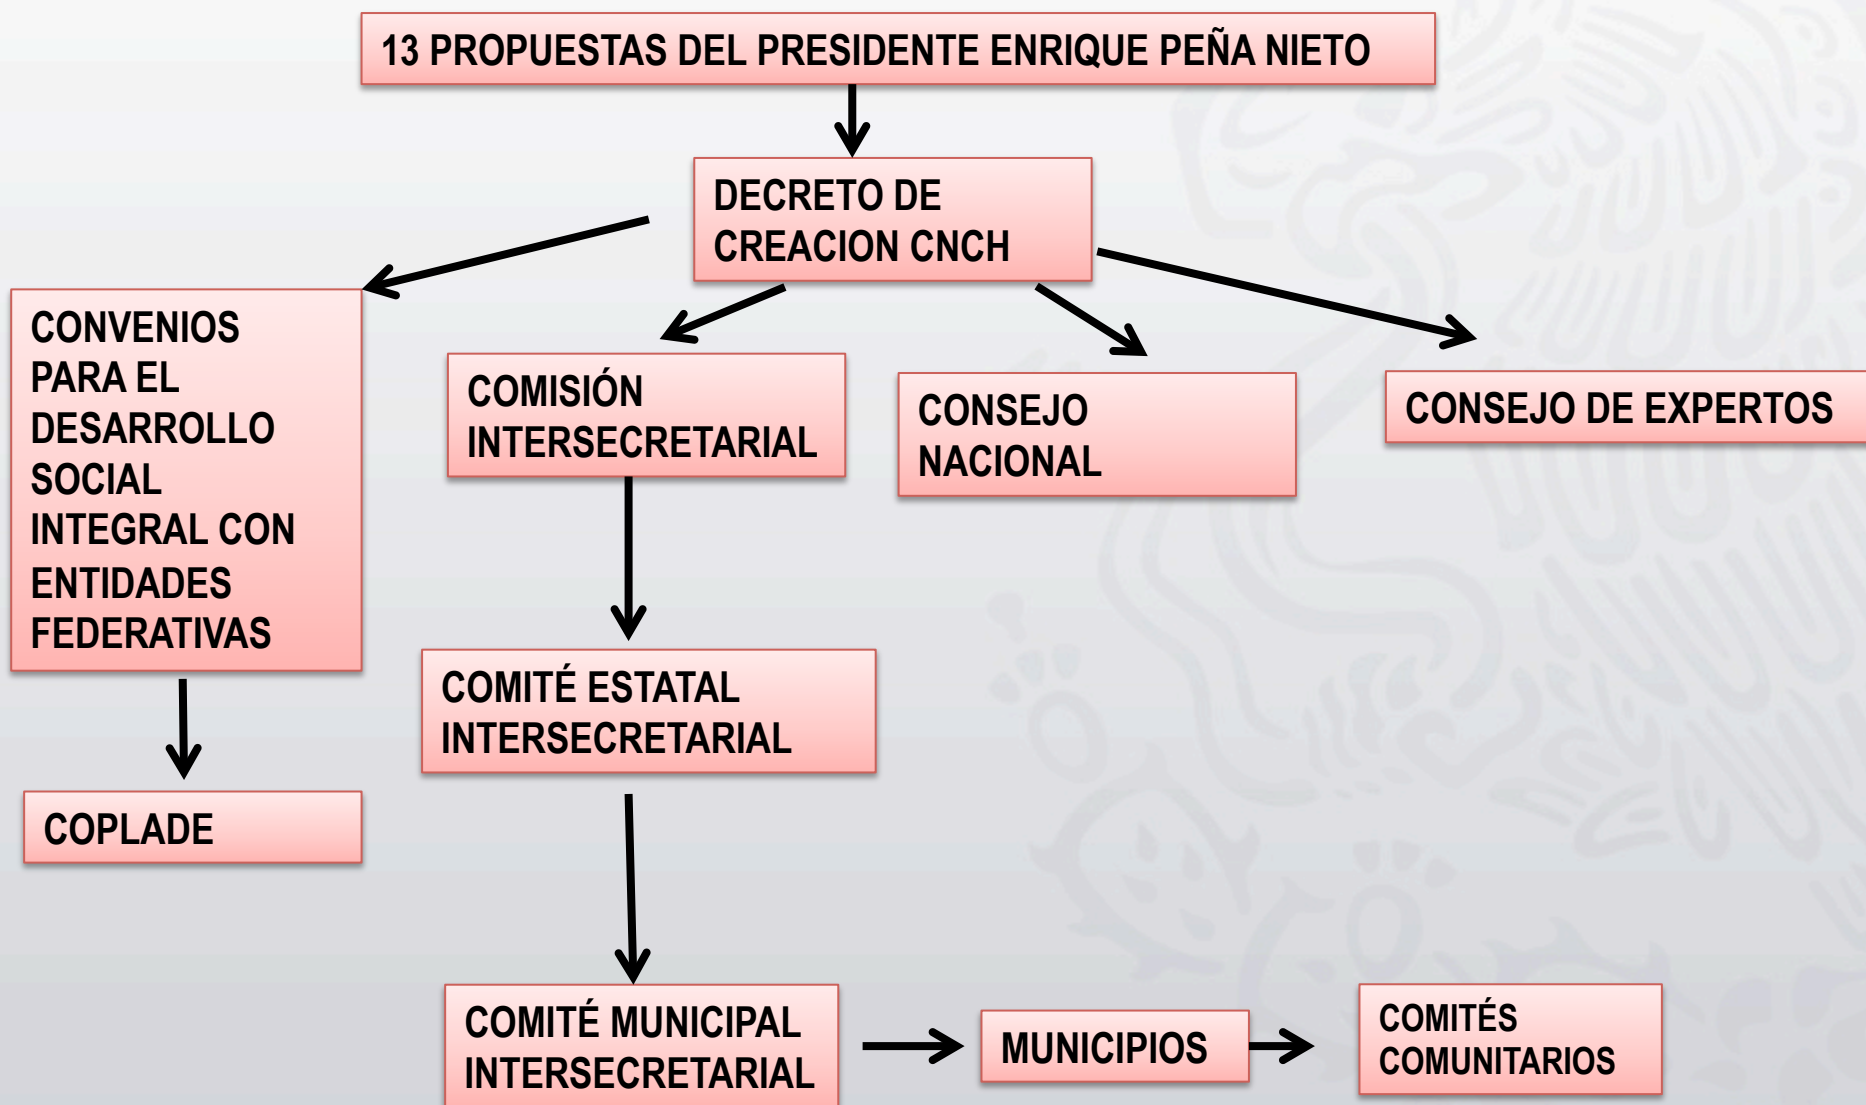 13 PROPUESTAS DEL PRESIDENTE ENRIQUE PEÑA NIETO
DECRETO DE
CREACION CNCH
CONVENIOS
PARA EL
DESARROLLO
SOCIAL
INTEGRAL CON
ENTIDADES
FEDERATIVAS
COMISIÓN
INTERSECRETARIAL
CONSEJO
NACIONAL
CONSEJO DE EXPERTOS
COMITÉ ESTATAL
INTERSECRETARIAL
COPLADE
COMITÉ MUNICIPAL
INTERSECRETARIAL
MUNICIPIOS
COMITÉS
COMUNITARIOS